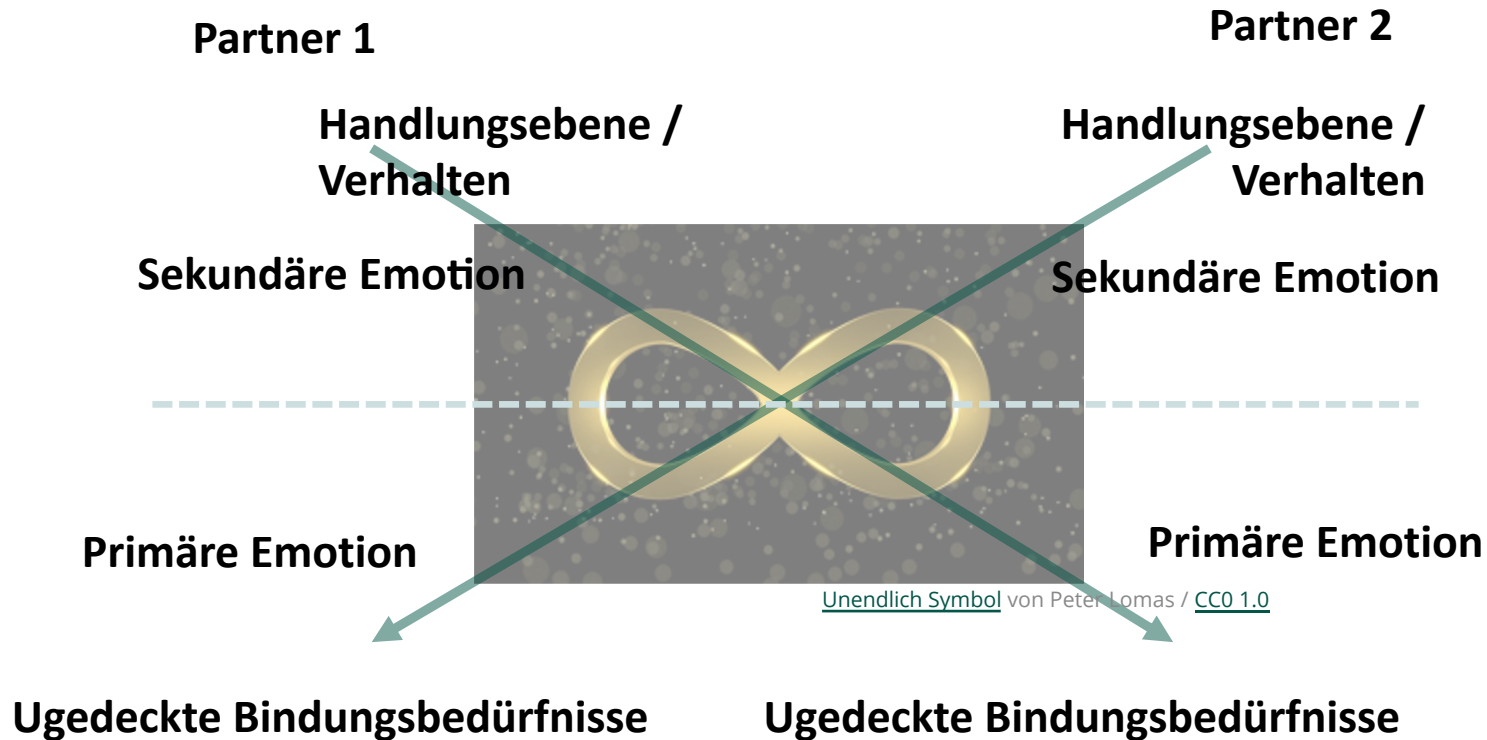 Partner 1
Partner 2
Handlungsebene /
Verhalten
Handlungsebene /
Verhalten
Sekundäre Emotion
Sekundäre Emotion
Primäre Emotion
Primäre Emotion
Unendlich Symbol von Peter Lomas / CC0 1.0
Ugedeckte Bindungsbedürfnisse
Ugedeckte Bindungsbedürfnisse